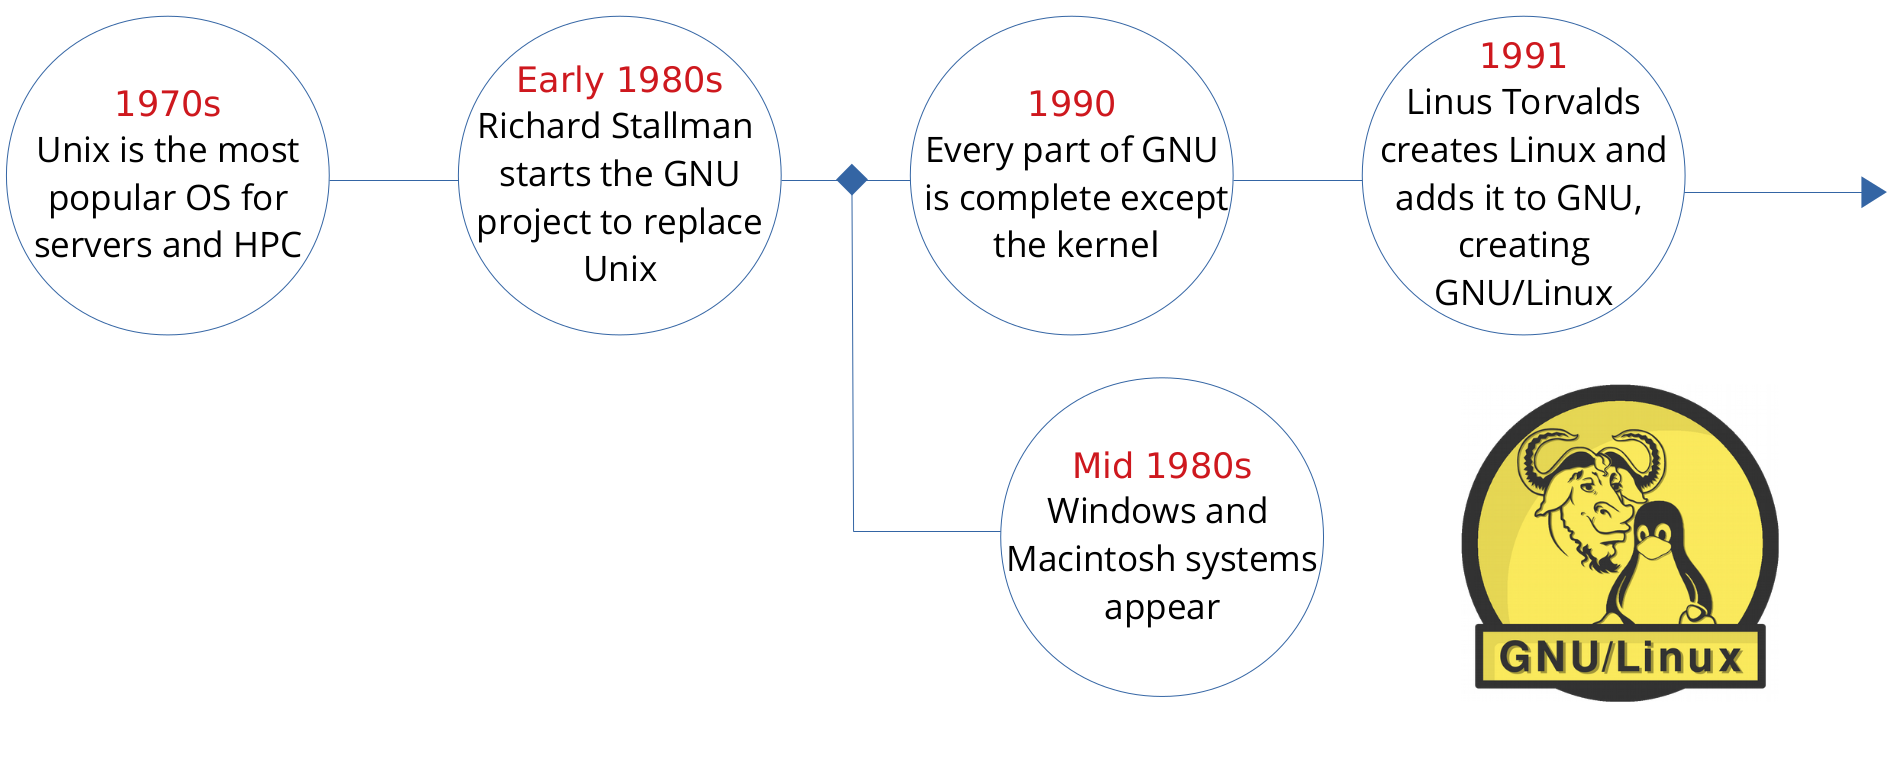 1970s
Unix is the most
popular OS for
servers and HPC
Early 1980s
Richard Stallman
starts the GNU
project to replace
Unix
1990
Every part of GNU
is complete except
the kernel
1991
Linus Torvalds
creates Linux and
adds it to GNU,
creating
GNU/Linux
Mid 1980s
Windows and
Macintosh systems
appear
GNU/Linux